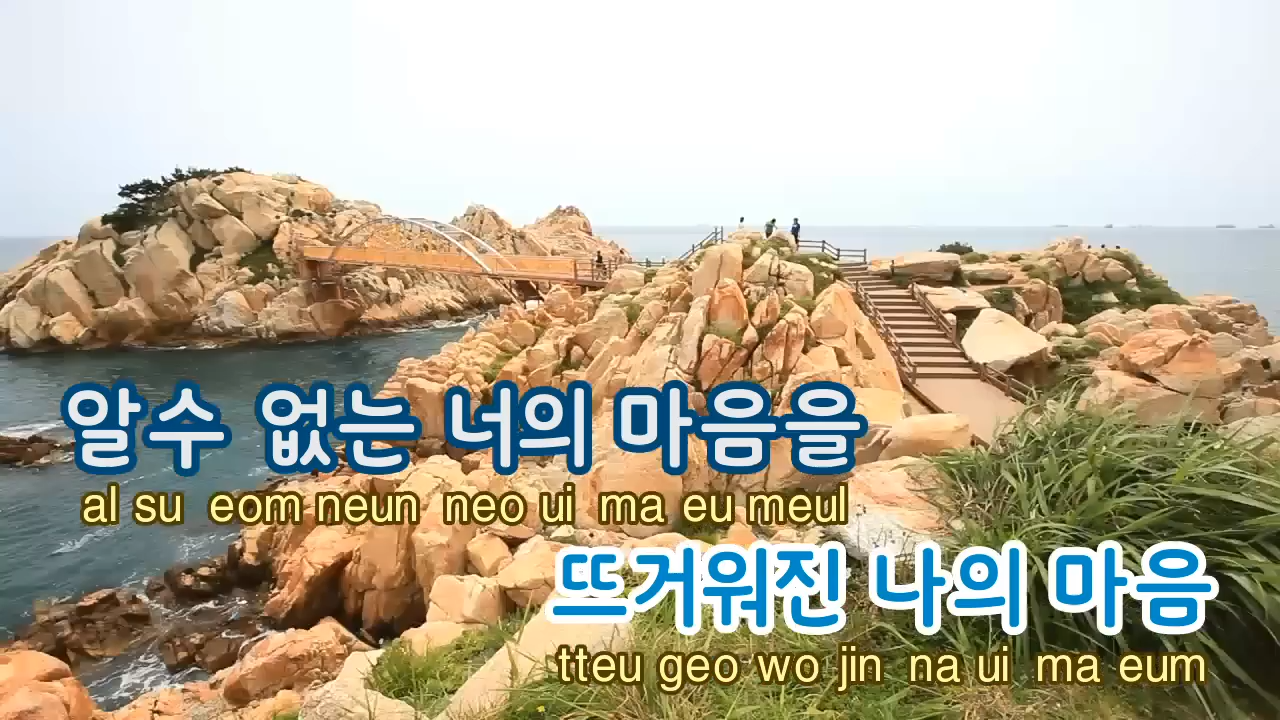 알수 없는 너의 마음을
al su eom neun neo ui ma eu meul
뜨거워진 나의 마음
tteu geo wo jin na ui ma eum